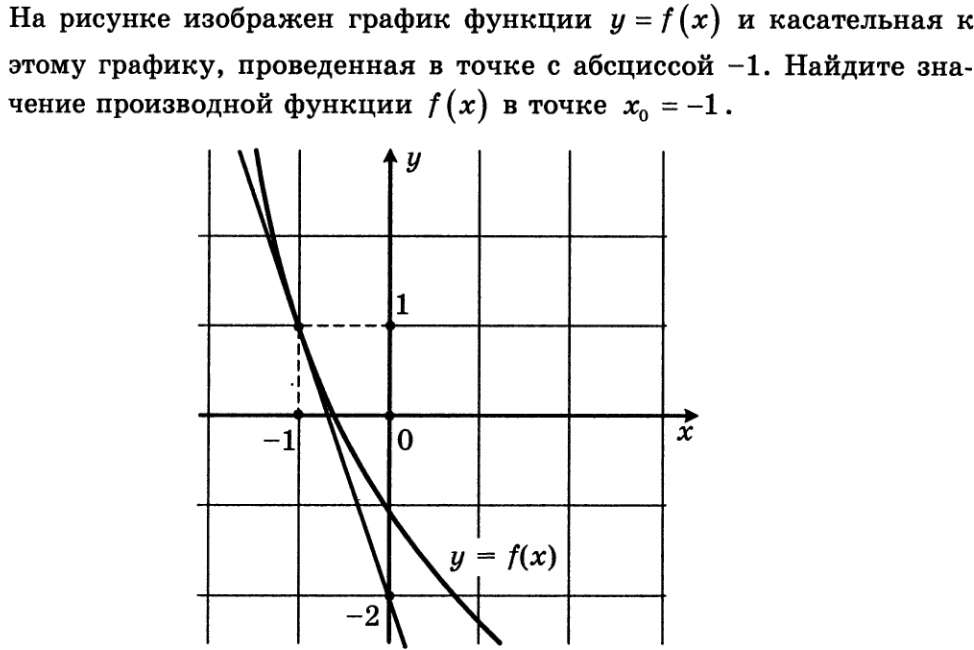 На рисунке изображен график функции y = f(x) и касательная к
этому графику, проведенная в точке с абсциссой −1. Найдите зна-
чение производной функции f(x) в точке x₀ = −1.
y
1
−1
0
x
y = f(x)
−2